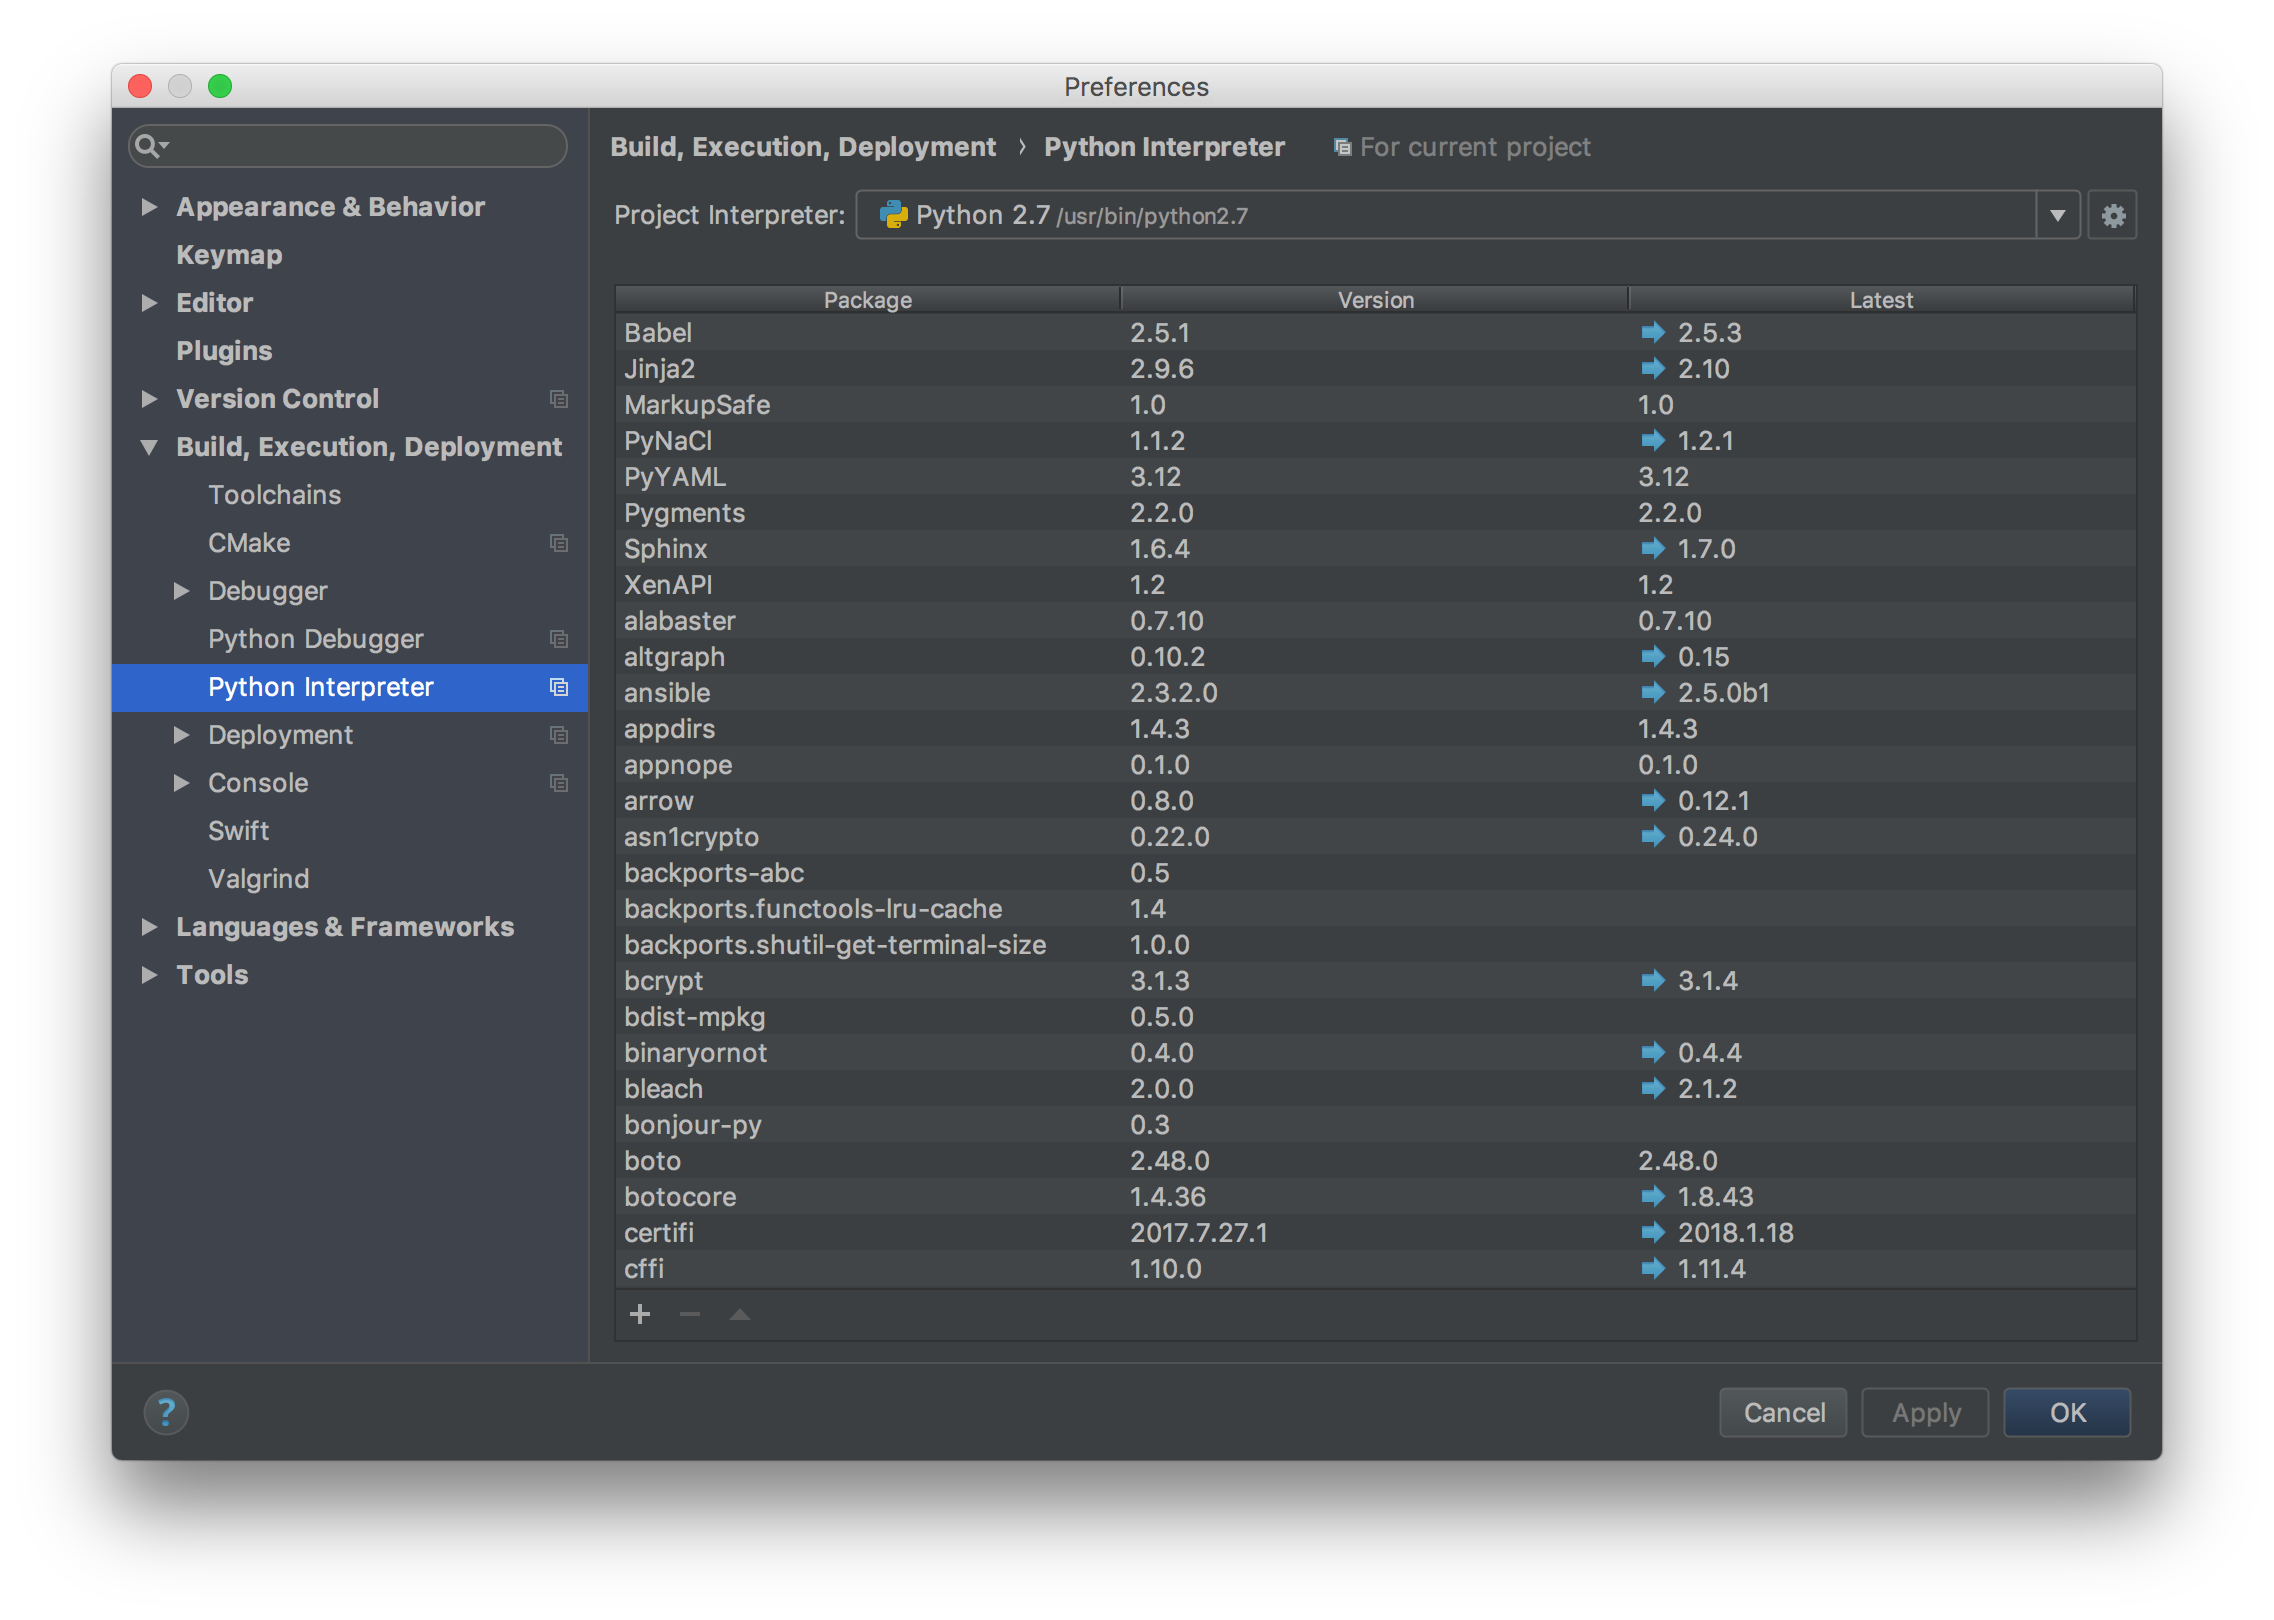 Preferences
Appearance & Behavior
Keymap
Editor
Plugins
Version Control
Build, Execution, Deployment
Toolchains
CMake
Debugger
Python Debugger
Python Interpreter
Deployment
Console
Swift
Valgrind
Languages & Frameworks
Tools
Build, Execution, Deployment › Python Interpreter For current project
Project Interpreter: Python 2.7 /usr/bin/python2.7
Package Version Latest
Babel 2.5.1 2.5.3
Jinja2 2.9.6 2.10
MarkupSafe 1.0 1.0
PyNaCl 1.1.2 1.2.1
PyYAML 3.12 3.12
Pygments 2.2.0 2.2.0
Sphinx 1.6.4 1.7.0
XenAPI 1.2 1.2
alabaster 0.7.10 0.7.10
altgraph 0.10.2 0.15
ansible 2.3.2.0 2.5.0b1
appdirs 1.4.3 1.4.3
appnope 0.1.0 0.1.0
arrow 0.8.0 0.12.1
asn1crypto 0.22.0 0.24.0
backports-abc 0.5
backports.functools-lru-cache 1.4
backports.shutil-get-terminal-size 1.0.0
bcrypt 3.1.3 3.1.4
bdist-mpkg 0.5.0
binaryornot 0.4.0 0.4.4
bleach 2.0.0 2.1.2
bonjour-py 0.3
boto 2.48.0 2.48.0
botocore 1.4.36 1.8.43
certifi 2017.7.27.1 2018.1.18
cffi 1.10.0 1.11.4
?
Cancel Apply OK